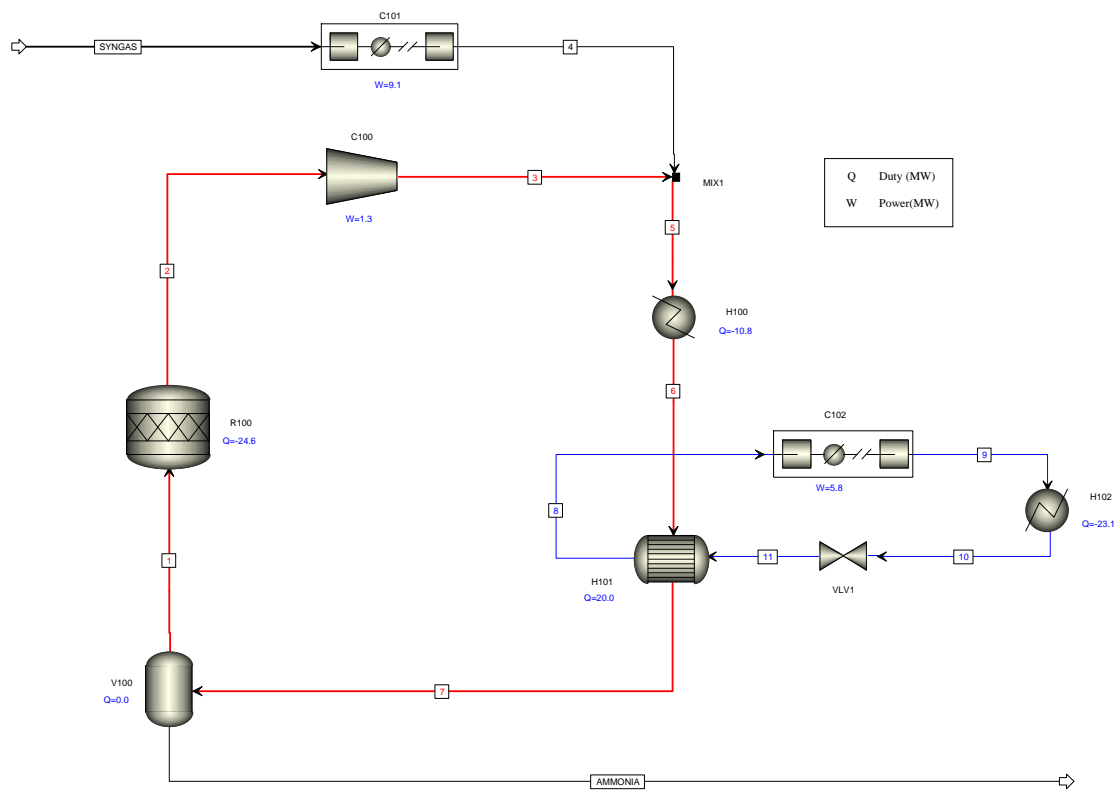 C101
SYNGAS
4
W=9.1
C100
3
MIX1
W=1.3
Q Duty (MW)
W Power(MW)
5
2
H100
Q=-10.8
6
R100
Q=-24.6
C102
9
W=5.8
H102
Q=-23.1
8
11
10
H101
Q=20.0
VLV1
1
V100
Q=0.0
7
AMMONIA